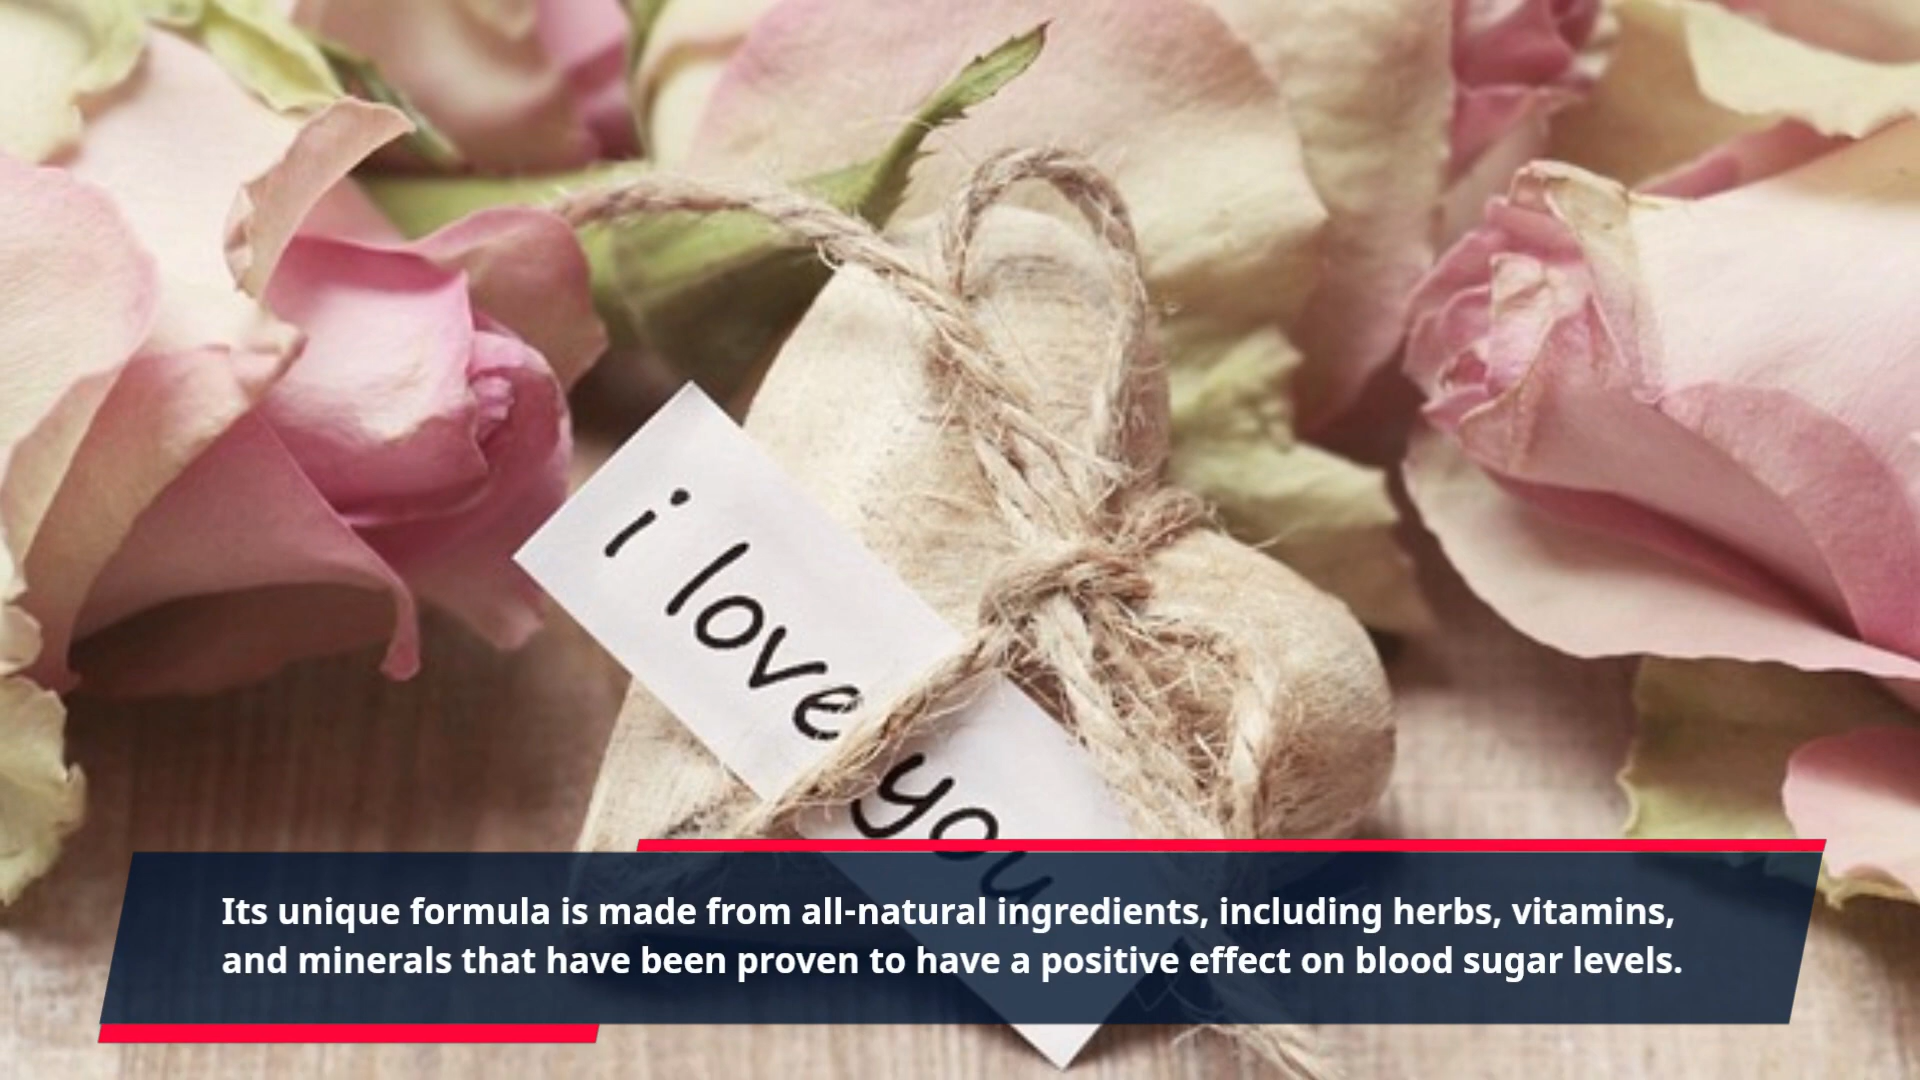 i love
you
Its unique formula is made from all-natural ingredients, including herbs, vitamins,
and minerals that have been proven to have a positive effect on blood sugar levels.